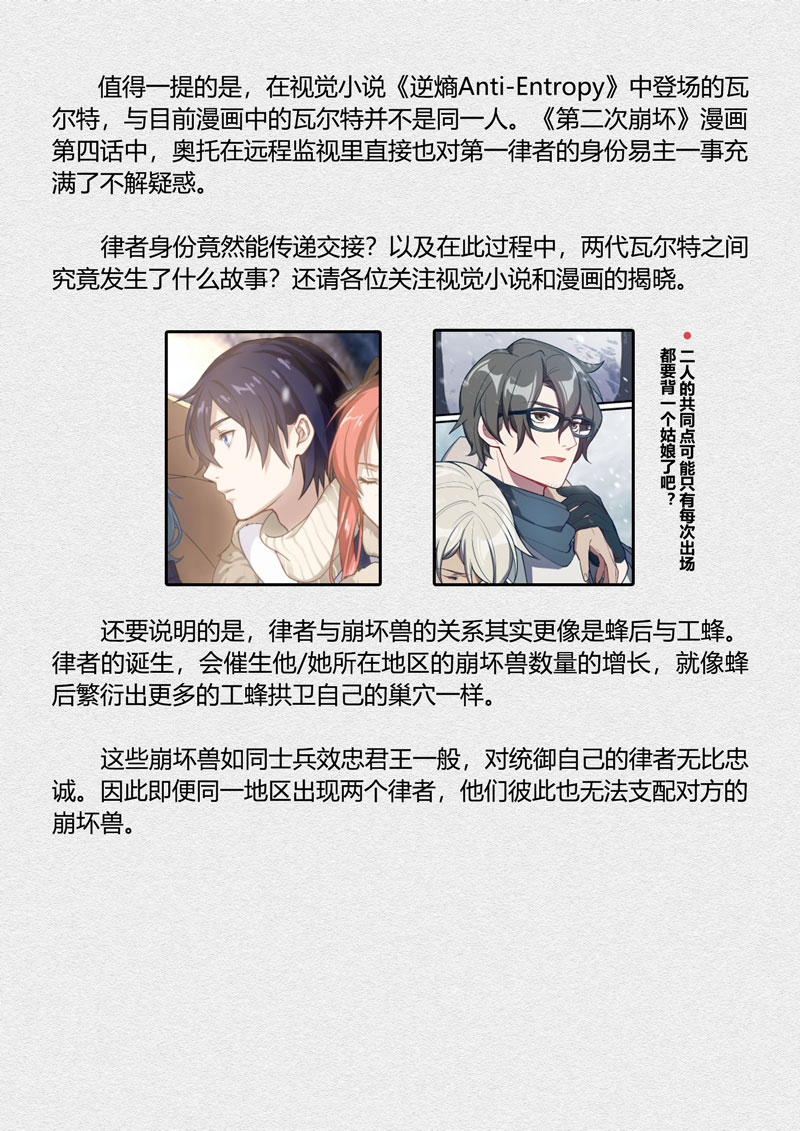 值得一提的是，在视觉小说《逆熵Anti-Entropy》中登场的瓦
尔特，与目前漫画中的瓦尔特并不是同一人。《第二次崩坏》漫画
第四话中，奥托在远程监视里直接也对第一律者的身份易主一事充
满了不解疑惑。
律者身份竟然能传递交接？以及在此过程中，两代瓦尔特之间
究竟发生了什么故事？还请各位关注视觉小说和漫画的揭晓。
二人的共同点可能只有每次出场
都要背一个姑娘了吧？
还要说明的是，律者与崩坏兽的关系其实更像是蜂后与工蜂。
律者的诞生，会催生他/她所在地区的崩坏兽数量的增长，就像蜂
后繁衍出更多的工蜂拱卫自己的巢穴一样。
这些崩坏兽如同士兵效忠君王一般，对统御自己的律者无比忠
诚。因此即便同一地区出现两个律者，他们彼此也无法支配对方的
崩坏兽。